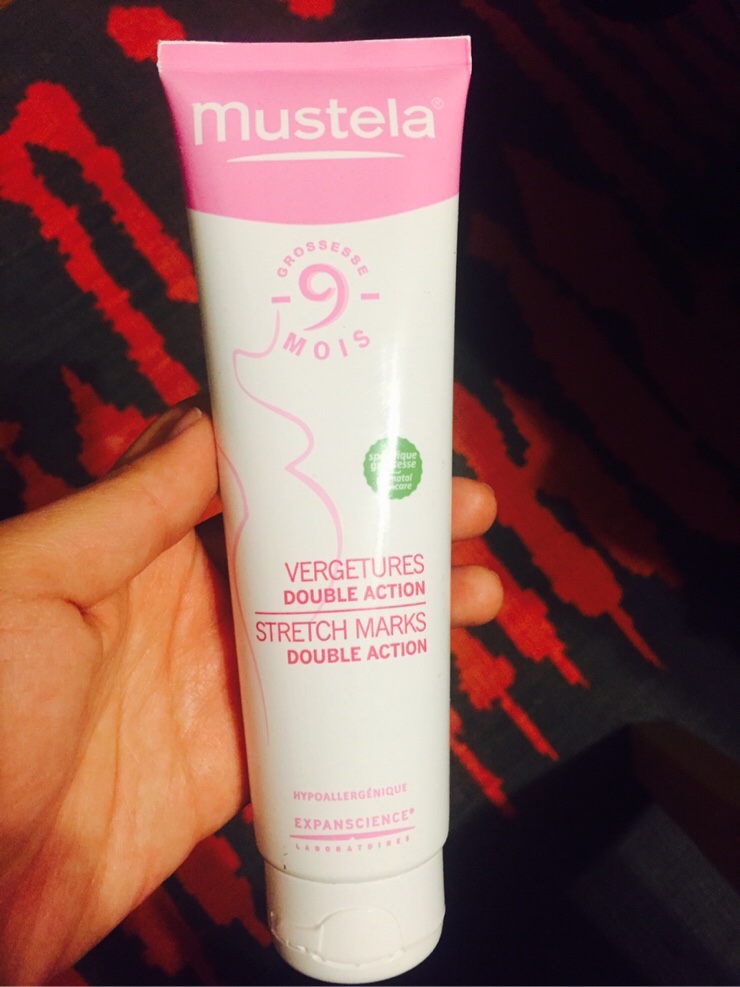 mustela®
GROSSESSE
9
MOIS
VERGETURES
DOUBLE ACTION
STRETCH MARKS
DOUBLE ACTION
HYPOALLERGÉNIQUE
EXPANSCIENCE®
LABORATOIRES